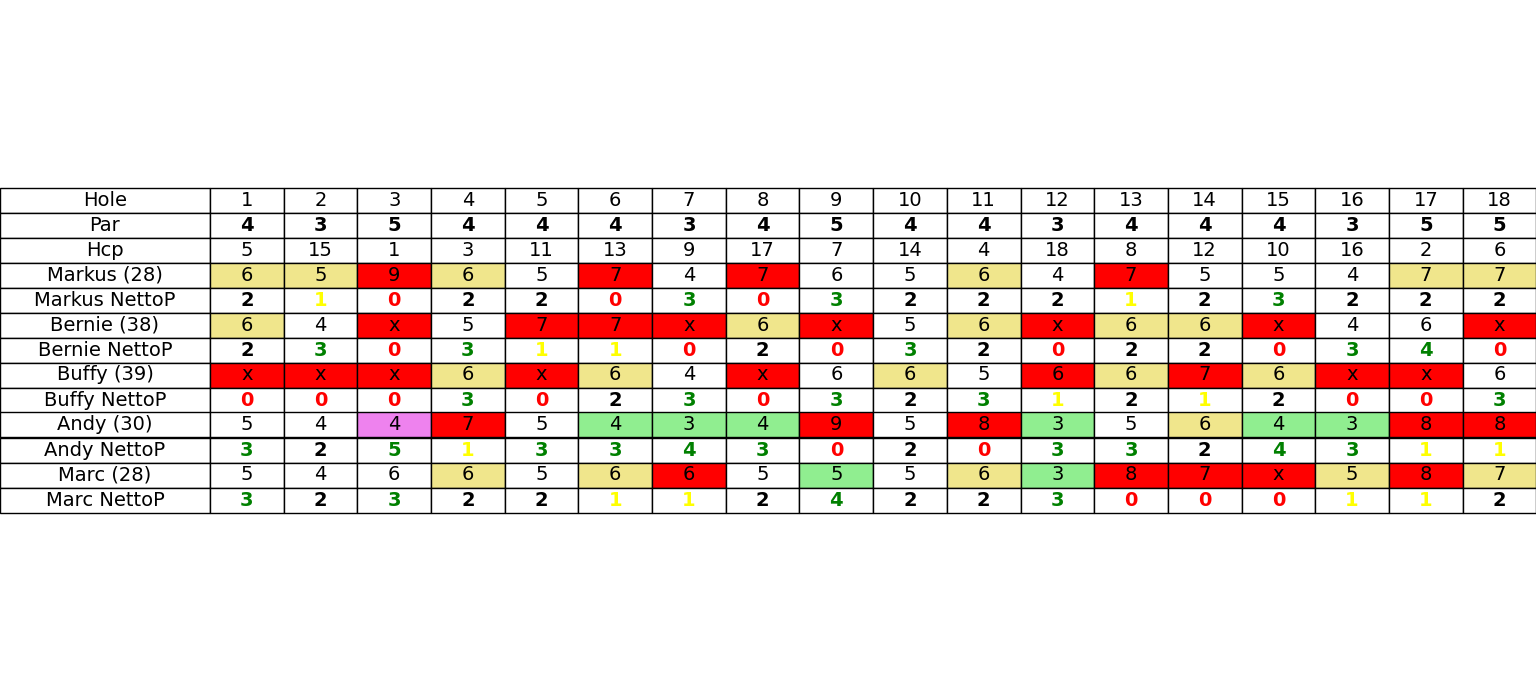 Hole 1 2 3 4 5 6 7 8 9 10 11 12 13 14 15 16 17 18
Par 4 3 5 4 4 4 3 4 5 4 4 3 4 4 4 3 5 5
Hcp 5 15 1 3 11 13 9 17 7 14 4 18 8 12 10 16 2 6
Markus (28) 6 5 9 6 5 7 4 7 6 5 6 4 7 5 5 4 7 7
Markus NettoP 2 1 0 2 2 0 3 0 3 2 2 2 1 2 3 2 2 2
Bernie (38) 6 4 x 5 7 7 x 6 x 5 6 x 6 6 x 4 6 x
Bernie NettoP 2 3 0 3 1 1 0 2 0 3 2 0 2 2 0 3 4 0
Buffy (39) x x x 6 x 6 4 x 6 6 5 6 6 7 6 x x 6
Buffy NettoP 0 0 0 3 0 2 3 0 3 2 3 1 2 1 2 0 0 3
Andy (30) 5 4 4 7 5 4 3 4 9 5 8 3 5 6 4 3 8 8
Andy NettoP 3 2 5 1 3 3 4 3 0 2 0 3 3 2 4 3 1 1
Marc (28) 5 4 6 6 5 6 6 5 5 5 6 3 8 7 x 5 8 7
Marc NettoP 3 2 3 2 2 1 1 2 4 2 2 3 0 0 0 1 1 2